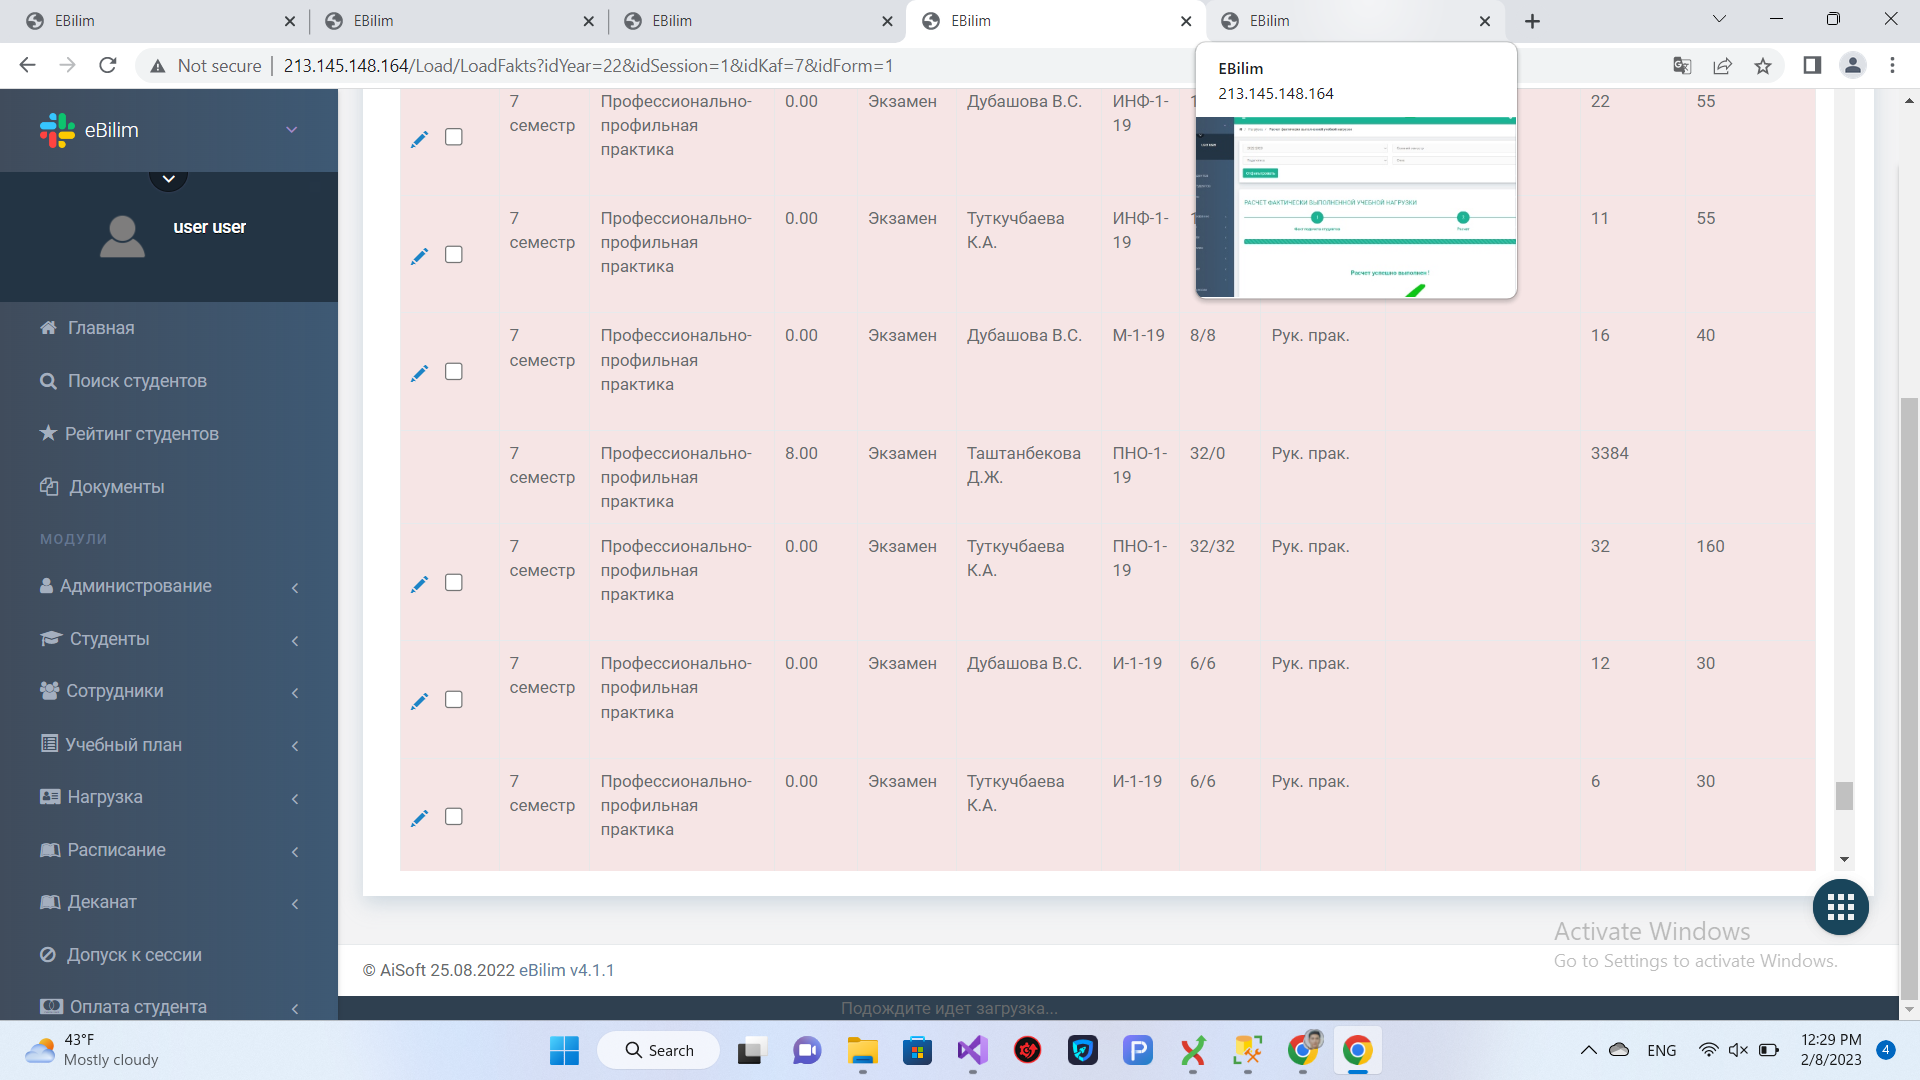 EBilim
EBilim
EBilim
EBilim
EBilim
Not secure
213.145.148.164/Load/LoadFakts?idYear=22&idSession=1&idKaf=7&idForm=1
EBilim
213.145.148.164
РАСЧЕТ ФАКТИЧЕСКИ ВЫПОЛНЕННОЙ УЧЕБНОЙ НАГРУЗКИ
Расчет успешно выполнен!
eBilim
user user
Главная
Поиск студентов
Рейтинг студентов
Документы
МОДУЛИ
Администрование
Студенты
Сотрудники
Учебный план
Нагрузка
Расписание
Деканат
Допуск к сессии
Оплата студента
7 Профессионально- 0.00 Экзамен Дубашова В.С. ИНФ-1- 22 55
семестр профильная 19
практика
7 Профессионально- 0.00 Экзамен Туткучбаева ИНФ-1- 11 55
семестр профильная К.А. 19
практика
7 Профессионально- 0.00 Экзамен Дубашова В.С. М-1-19 8/8 Рук. прак. 16 40
семестр профильная
практика
7 Профессионально- 8.00 Экзамен Таштанбекова ПНО-1- 32/0 Рук. прак. 3384
семестр профильная Д.Ж. 19
практика
7 Профессионально- 0.00 Экзамен Туткучбаева ПНО-1- 32/32 Рук. прак. 32 160
семестр профильная К.А. 19
практика
7 Профессионально- 0.00 Экзамен Дубашова В.С. И-1-19 6/6 Рук. прак. 12 30
семестр профильная
практика
7 Профессионально- 0.00 Экзамен Туткучбаева И-1-19 6/6 Рук. прак. 6 30
семестр профильная К.А.
практика
Activate Windows
Go to Settings to activate Windows.
© AiSoft 25.08.2022 eBilim v4.1.1
Подождите идет загрузка...
43°F
Mostly cloudy
Search
ENG
12:29 PM
2/8/2023
4